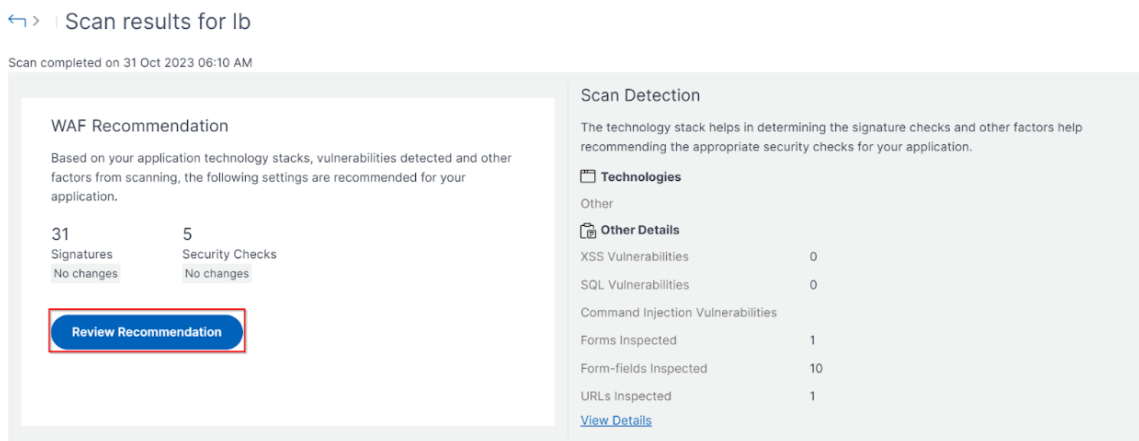 Scan results for lb
Scan completed on 31 Oct 2023 06:10 AM
WAF Recommendation
Based on your application technology stacks, vulnerabilities detected and other
factors from scanning, the following settings are recommended for your
application.
31 5
Signatures Security Checks
No changes No changes
Review Recommendation
Scan Detection
The technology stack helps in determining the signature checks and other factors help
recommending the appropriate security checks for your application.
Technologies
Other
Other Details
XSS Vulnerabilities 0
SQL Vulnerabilities 0
Command Injection Vulnerabilities
Forms Inspected 1
Form-fields Inspected 10
URLs Inspected 1
View Details